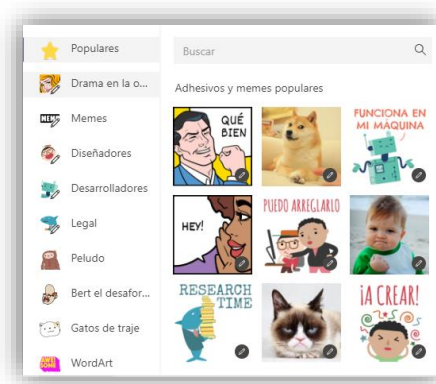 Populares
Drama en la o...
Memes
Diseñadores
Desarrolladores
Legal
Peludo
Bert el desafor...
Gatos de traje
WordArt
Buscar
Adhesivos y memes populares
QUÉ
BIEN
FUNCIONA EN
MI MÁQUINA
HEY!
PUEDO ARREGLARLO
RESEARCH
TIME
¡A CREAR!